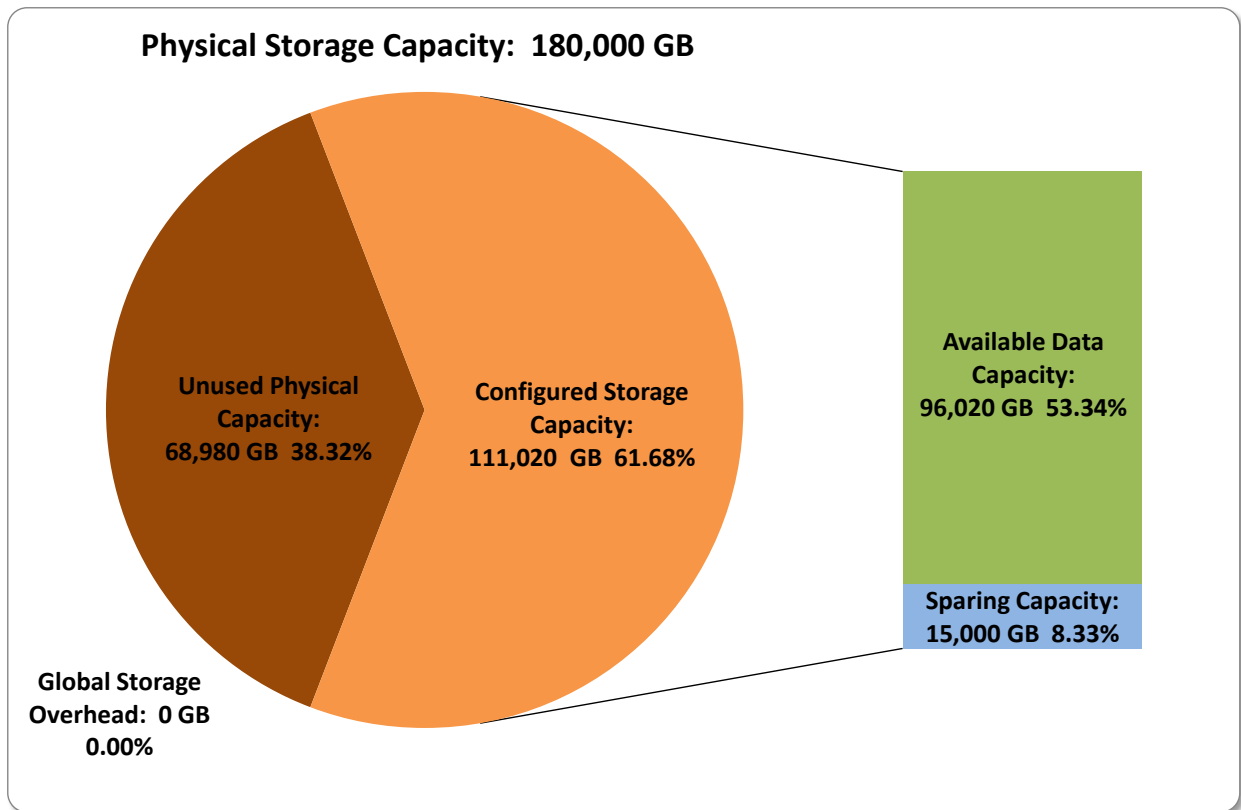 Physical Storage Capacity: 180,000 GB
Unused Physical
Capacity:
68,980 GB 38.32%
Configured Storage
Capacity:
111,020 GB 61.68%
Available Data
Capacity:
96,020 GB 53.34%
Sparing Capacity:
15,000 GB 8.33%
Global Storage
Overhead: 0 GB
0.00%